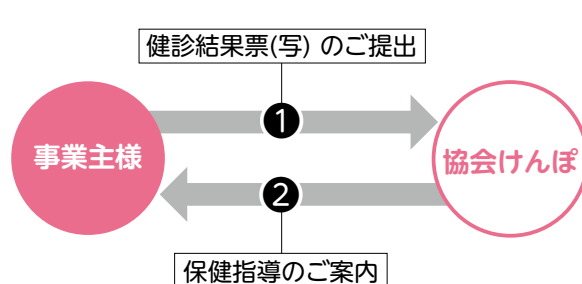 健診結果票(写) のご提出
❶
事業主様
協会けんぽ
❷
保健指導のご案内